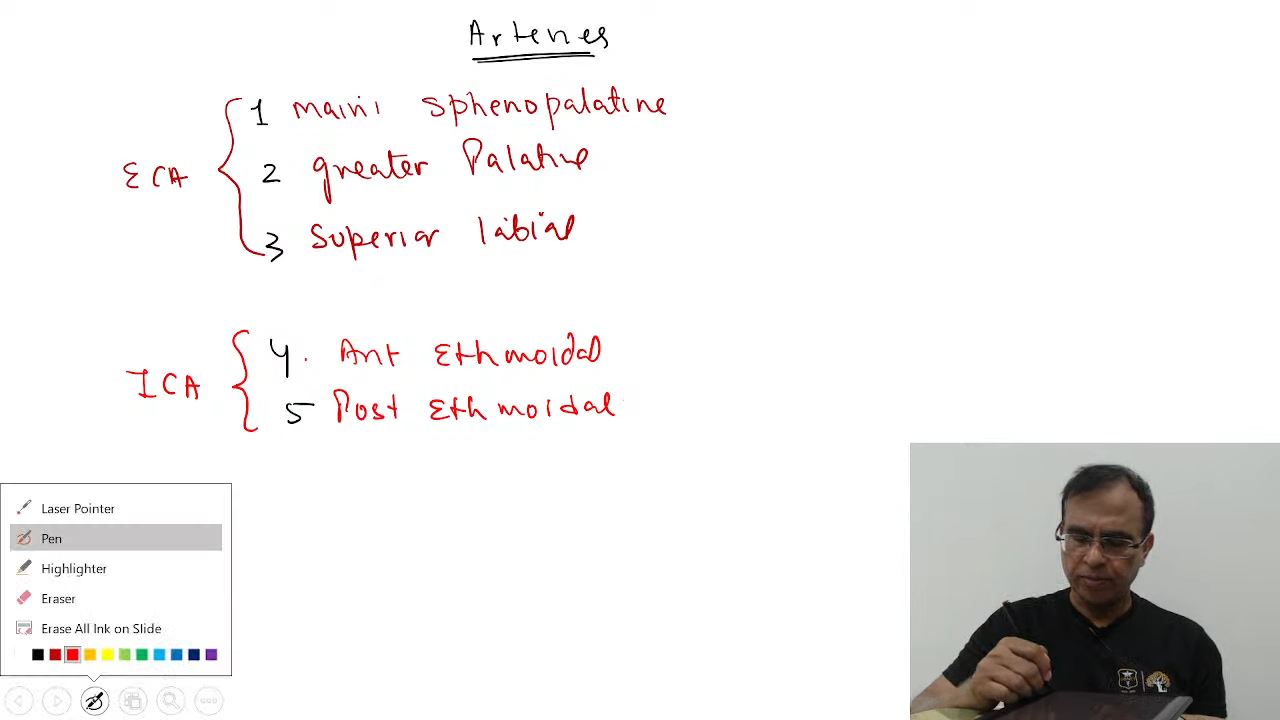 Arteries
ECA
1 main: sphenopalatine
2 greater Palatine
3 Superior labial
ICA
4. Ant Ethmoidal
5 Post Ethmoidal
Laser Pointer
Pen
Highlighter
Eraser
Erase All Ink on Slide